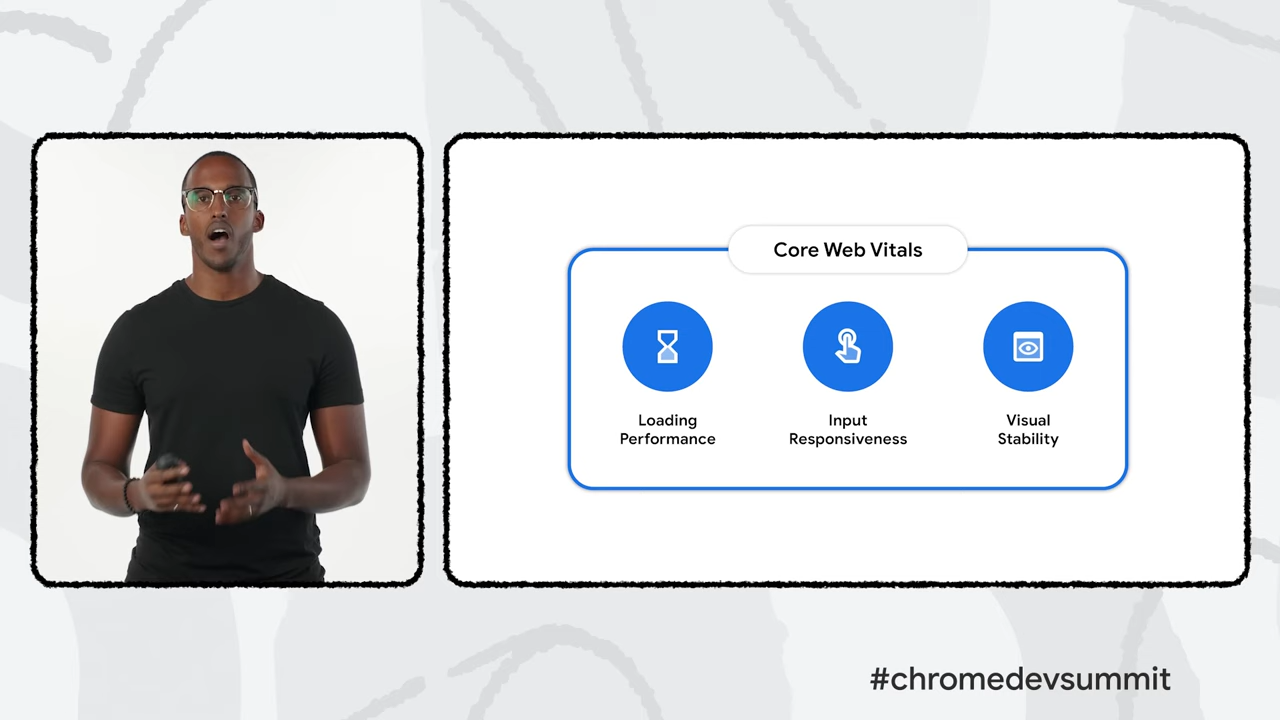 Core Web Vitals
Loading
Performance
Input
Responsiveness
Visual
Stability
#chromedevsummit